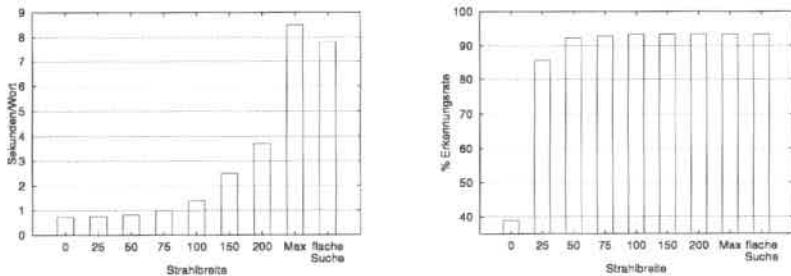 9
8
7
6
5
4
3
2
1
0
Sekunden/Wort
0 25 50 75 100 150 200 Max flache
Suche
Strahlbreite
100
90
80
70
60
50
40
% Erkennungsrate
0 25 50 75 100 150 200 Max flache
Suche
Strahlbreite